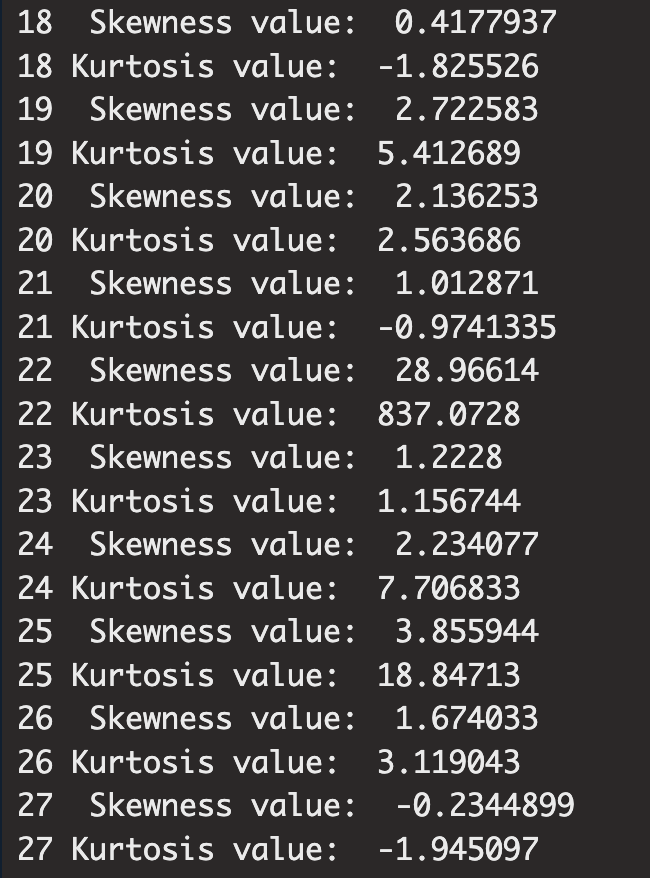 18  Skewness value:  0.4177937
18 Kurtosis value:  -1.825526
19  Skewness value:  2.722583
19 Kurtosis value:  5.412689
20  Skewness value:  2.136253
20 Kurtosis value:  2.563686
21  Skewness value:  1.012871
21 Kurtosis value:  -0.9741335
22  Skewness value:  28.96614
22 Kurtosis value:  837.0728
23  Skewness value:  1.2228
23 Kurtosis value:  1.156744
24  Skewness value:  2.234077
24 Kurtosis value:  7.706833
25  Skewness value:  3.855944
25 Kurtosis value:  18.84713
26  Skewness value:  1.674033
26 Kurtosis value:  3.119043
27  Skewness value:  -0.2344899
27 Kurtosis value:  -1.945097